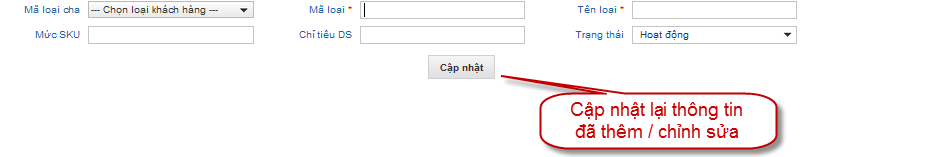 Mã loại cha --- Chọn loại khách hàng --- Mã loại * Tên loại *
Mức SKU Chỉ tiêu DS Trạng thái Hoạt động
Cập nhật
Cập nhật lại thông tin
đã thêm / chỉnh sửa